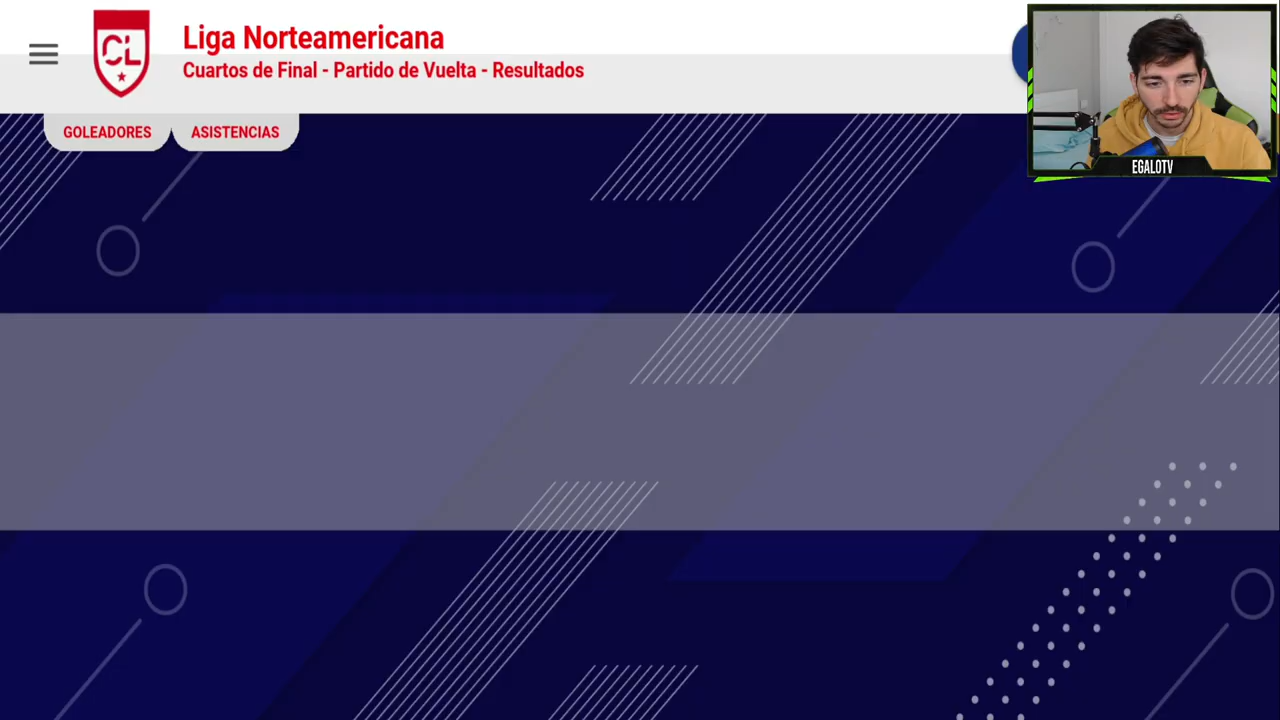 Liga Norteamericana
Cuartos de Final - Partido de Vuelta - Resultados
GOLEADORES
ASISTENCIAS
CL
EGALOTV